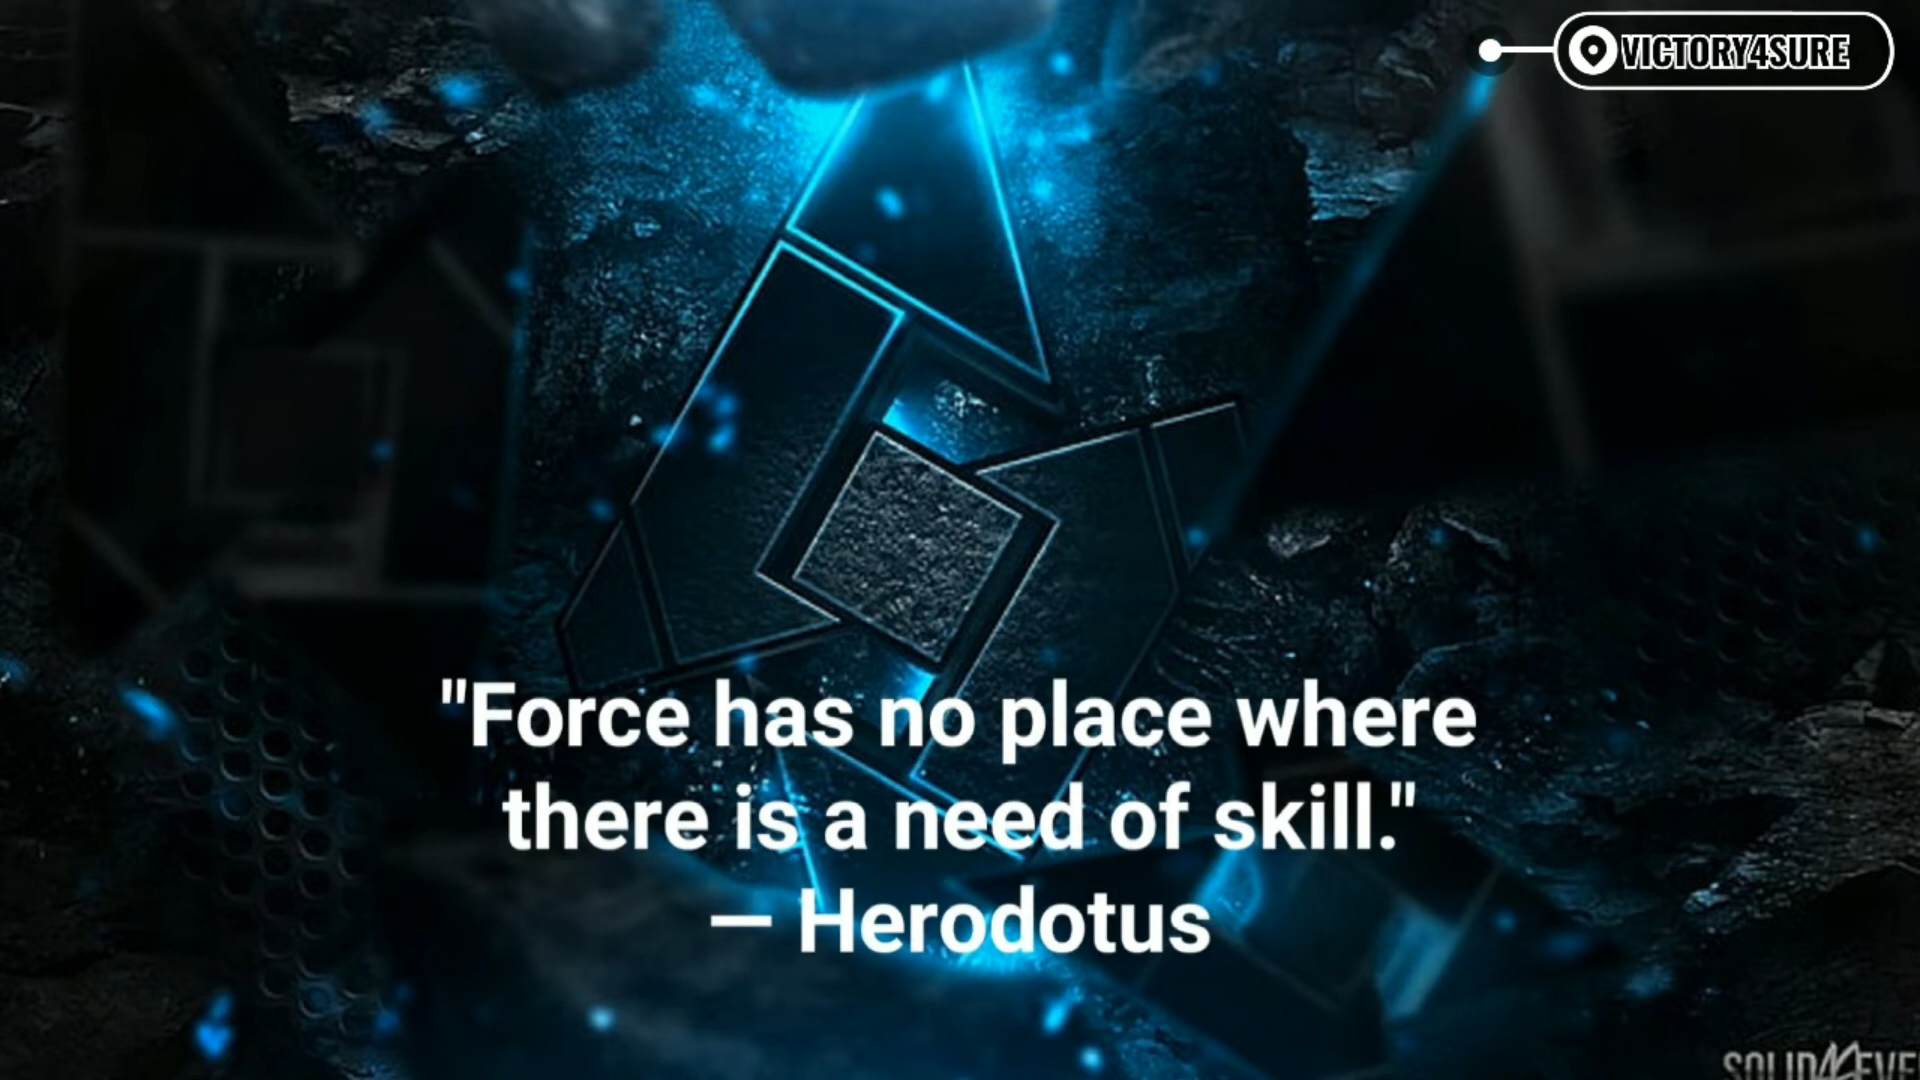 VICTORY4SURE
"Force has no place where
there is a need of skill."
— Herodotus